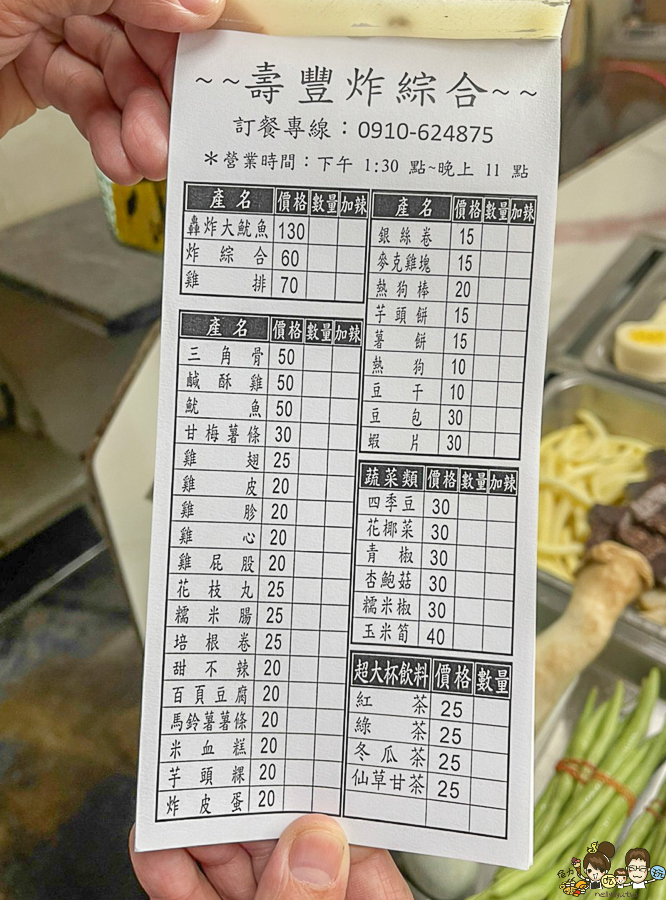 ~~壽豐炸綜合~~
訂餐專線：0910-624875
＊營業時間：下午 1:30 點~晚上 11 點
產名 價格 數量 加辣
轟炸大魷魚 130
炸綜合 60
雞排 70
產名 價格 數量 加辣
三角骨 50
鹹酥雞 50
魷魚 50
甘梅薯條 30
雞翅 25
雞皮 20
雞胗 20
雞心 20
雞屁股 20
花枝丸 25
糯米腸 25
培根卷 25
甜不辣 20
百頁豆腐 20
馬鈴薯薯條 20
米血糕 20
芋頭粿 20
炸皮蛋 20
產名 價格 數量 加辣
銀絲卷 15
麥克雞塊 15
熱狗棒 20
芋頭餅 15
薯餅 15
熱狗 10
豆干 10
豆包 30
蝦片 30
蔬菜類 價格 數量 加辣
四季豆 30
花椰菜 30
青椒 30
杏鮑菇 30
糯米椒 30
玉米筍 40
超大杯飲料 價格 數量
紅茶 25
綠茶 25
冬瓜茶 25
仙草甘茶 25